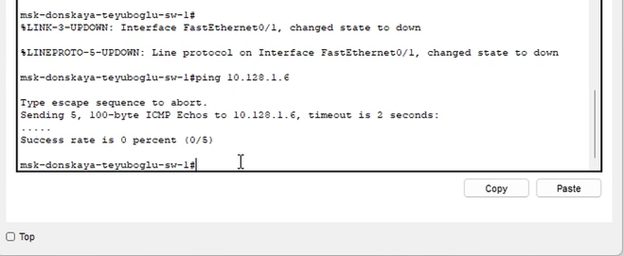 msk-donskaya-teyuboglu-sw-1#
%LINK-3-UPDOWN: Interface FastEthernet0/1, changed state to down
%LINEPROTO-5-UPDOWN: Line protocol on Interface FastEthernet0/1, changed state to down
msk-donskaya-teyuboglu-sw-1#ping 10.128.1.6
Type escape sequence to abort.
Sending 5, 100-byte ICMP Echos to 10.128.1.6, timeout is 2 seconds:
.....
Success rate is 0 percent (0/5)
msk-donskaya-teyuboglu-sw-1#
Copy Paste
Top